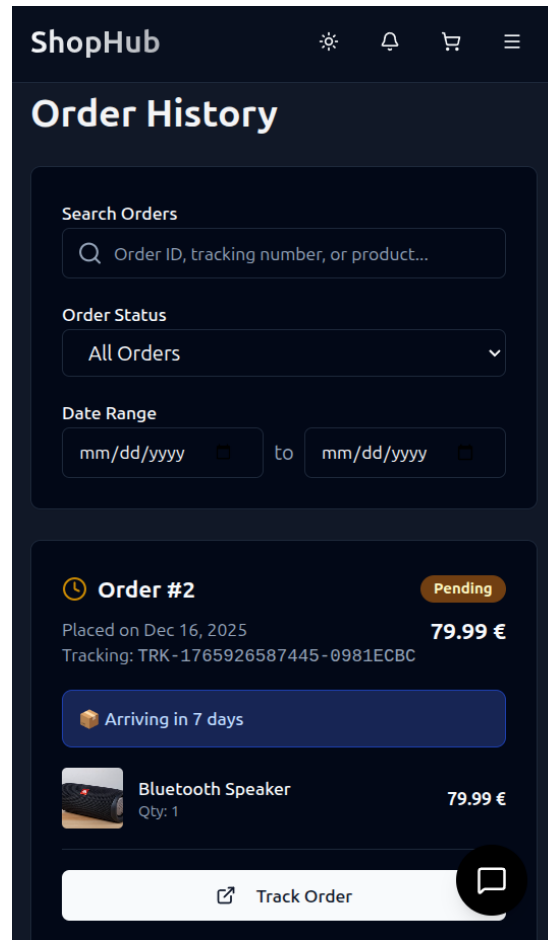 ShopHub
Order History
Search Orders
Order ID, tracking number, or product...
Order Status
All Orders
Date Range
mm/dd/yyyy to mm/dd/yyyy
Order #2 Pending
Placed on Dec 16, 2025 79.99 €
Tracking: TRK-1765926587445-0981ECBC
📦 Arriving in 7 days
Bluetooth Speaker
Qty: 1 79.99 €
Track Order